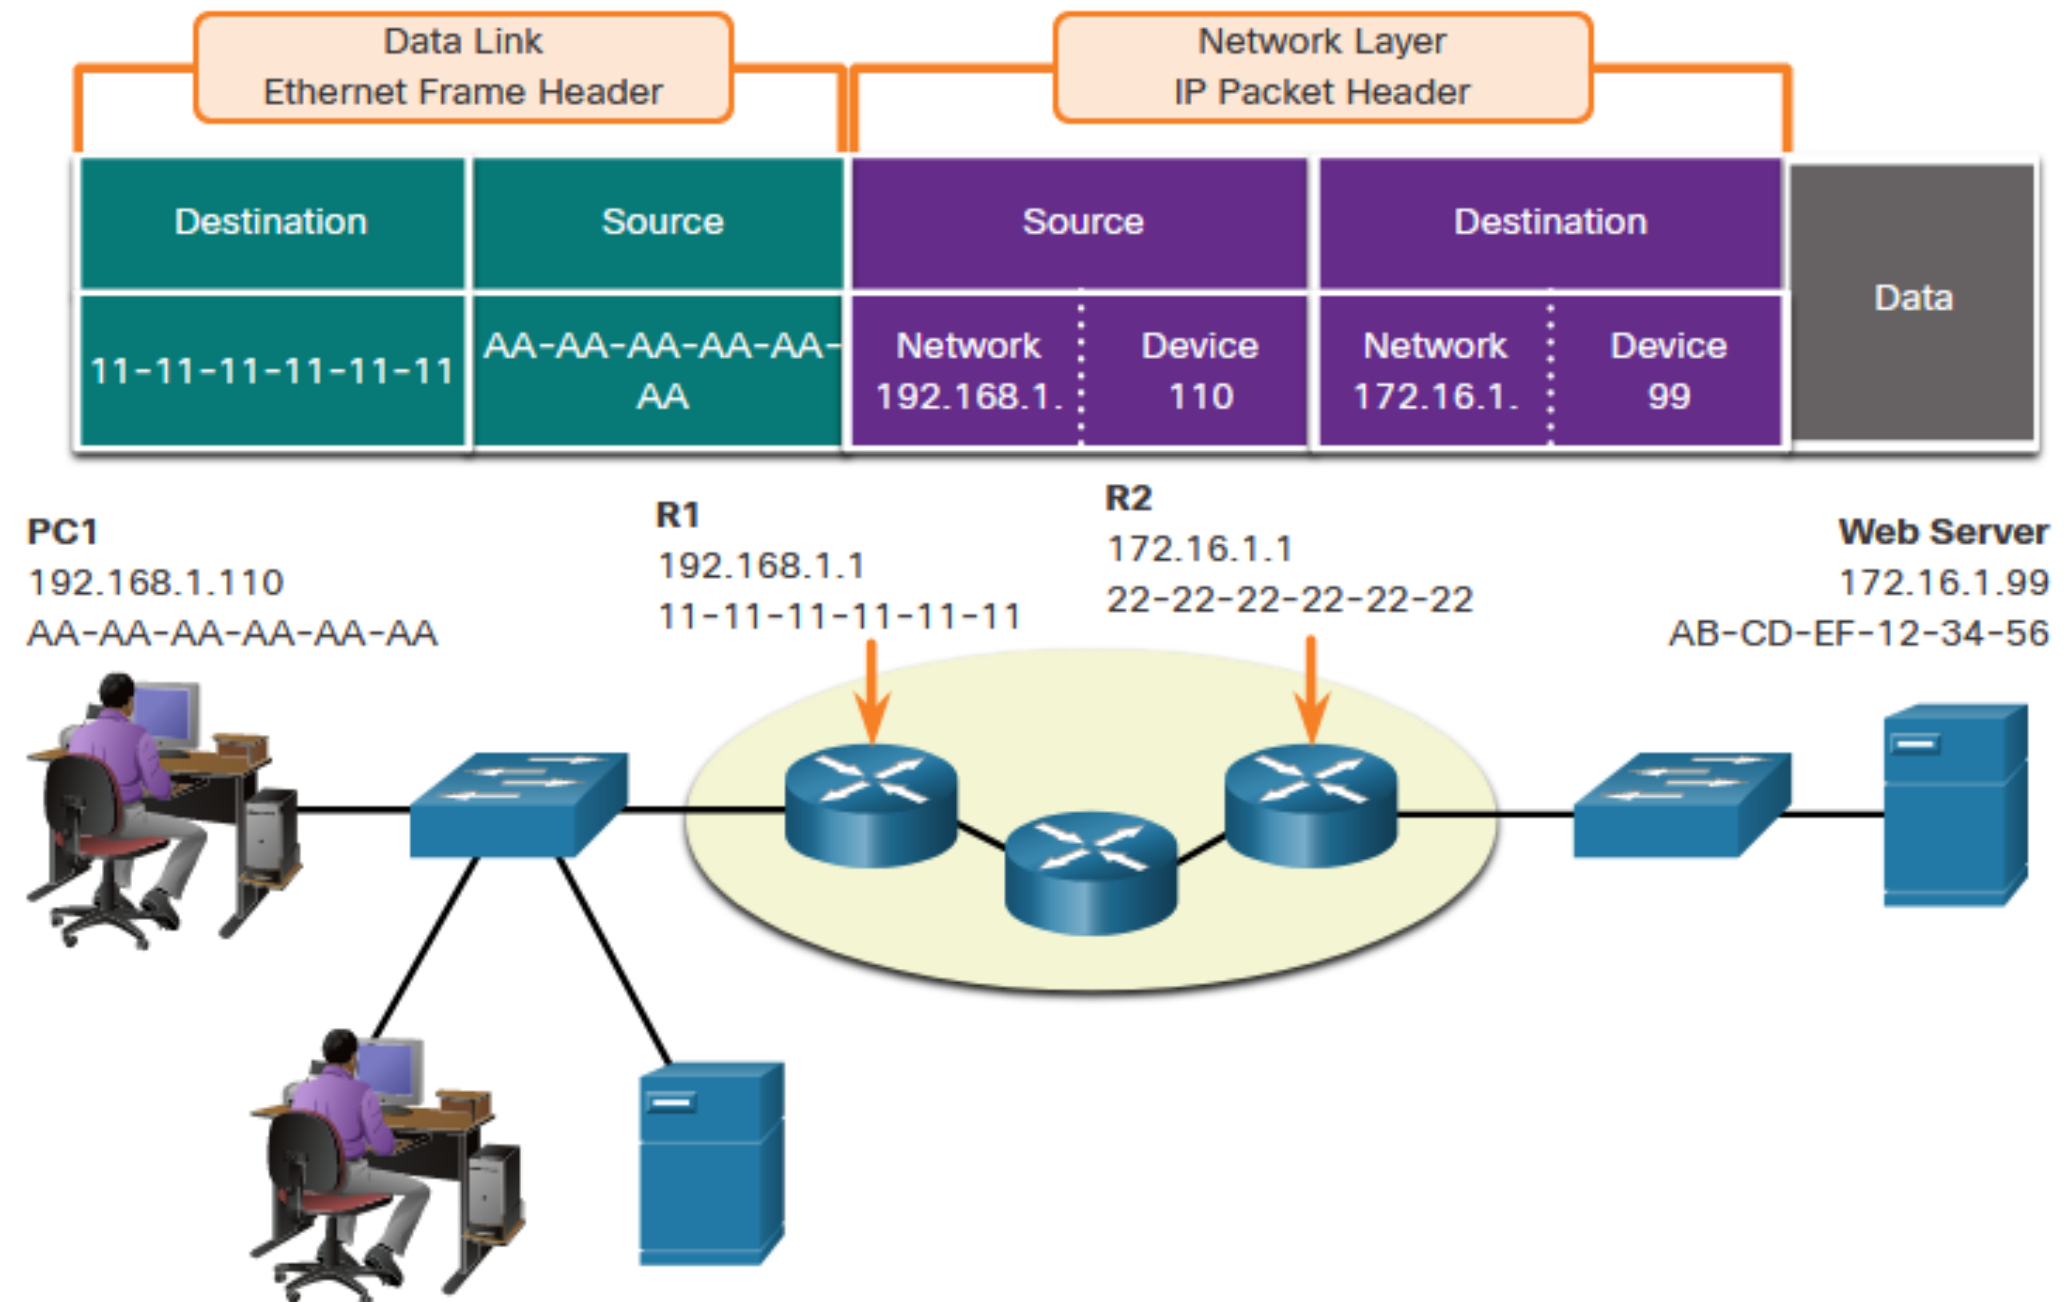 Data Link
Ethernet Frame Header
Network Layer
IP Packet Header
Destination
Source
Source
Destination
Data
11-11-11-11-11-11
AA-AA-AA-AA-AA-
AA
Network
192.168.1.
Device
110
Network
172.16.1.
Device
99
PC1
192.168.1.110
AA-AA-AA-AA-AA-AA
R1
192.168.1.1
11-11-11-11-11-11
R2
172.16.1.1
22-22-22-22-22-22
Web Server
172.16.1.99
AB-CD-EF-12-34-56